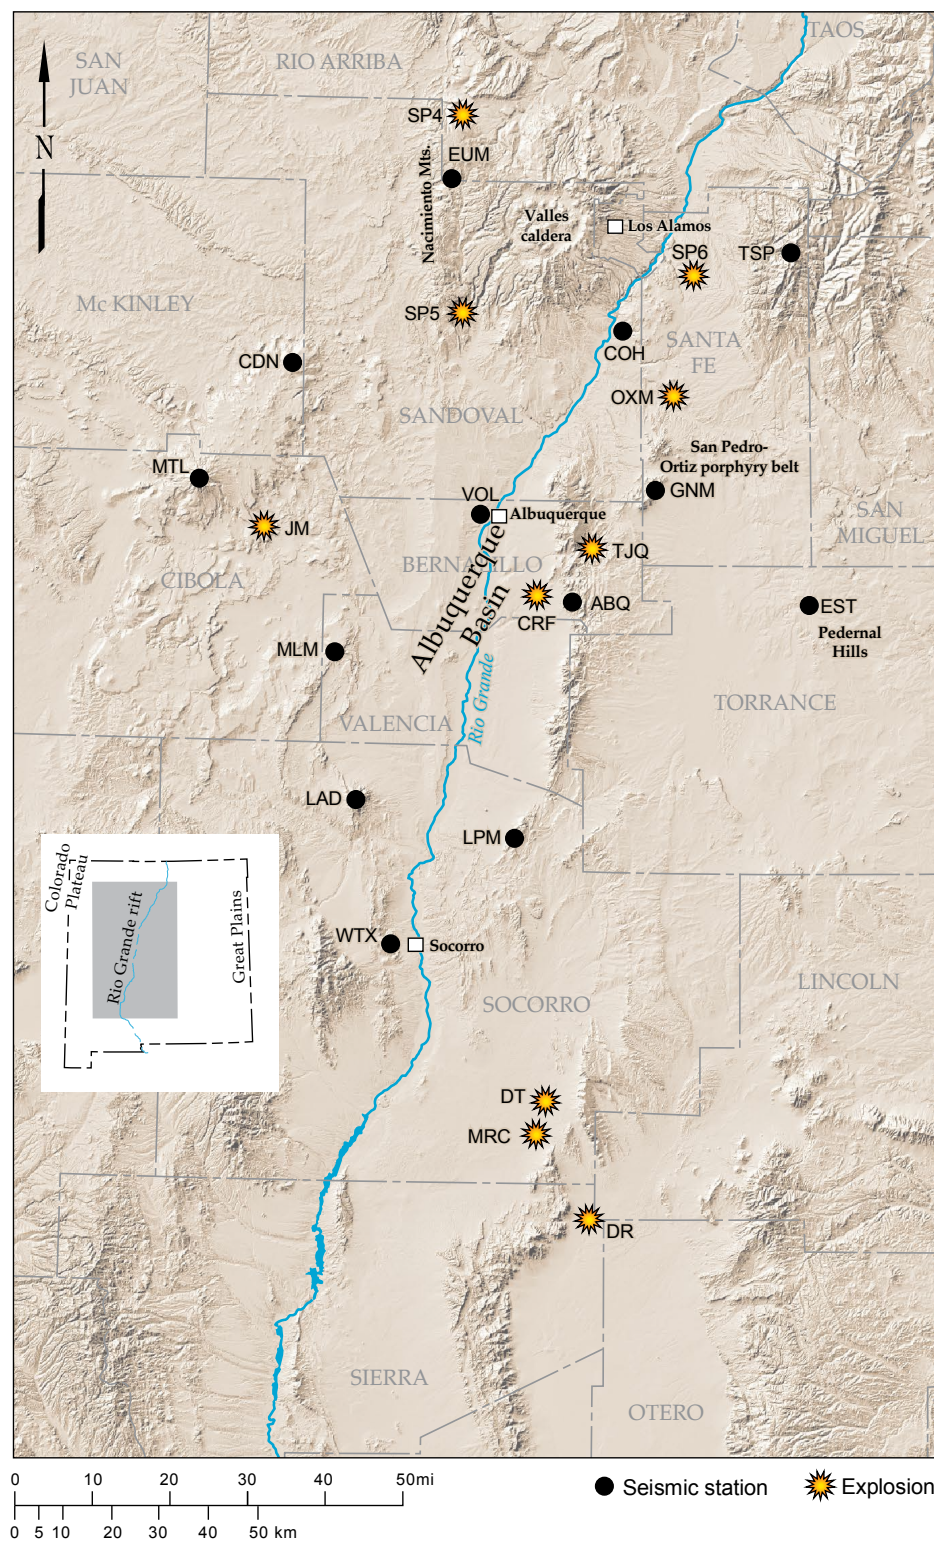 TAOS
SAN
JUAN
RIO ARRIBA
SP4
N
EUM
Nacimiento Mts.
Valles
caldera
Los Alamos
SP6
TSP
Mc KINLEY
SP5
COH
SANTA
FE
CDN
OXM
SANDOVAL
San Pedro-
Ortiz porphyry belt
MTL
GNM
VOL
Albuquerque
SAN
MIGUEL
JM
TJQ
BERNALILLO
CIBOLA
Albuquerque
Basin
CRF
ABQ
EST
Pedernal
Hills
MLM
Rio Grande
TORRANCE
VALENCIA
LAD
LPM
Colorado
Plateau
Rio Grande rift
Great Plains
WTX
Socorro
SOCORRO
LINCOLN
DT
MRC
DR
SIERRA
OTERO
0 10 20 30 40 50mi
0 5 10 20 30 40 50 km
Seismic station
Explosion